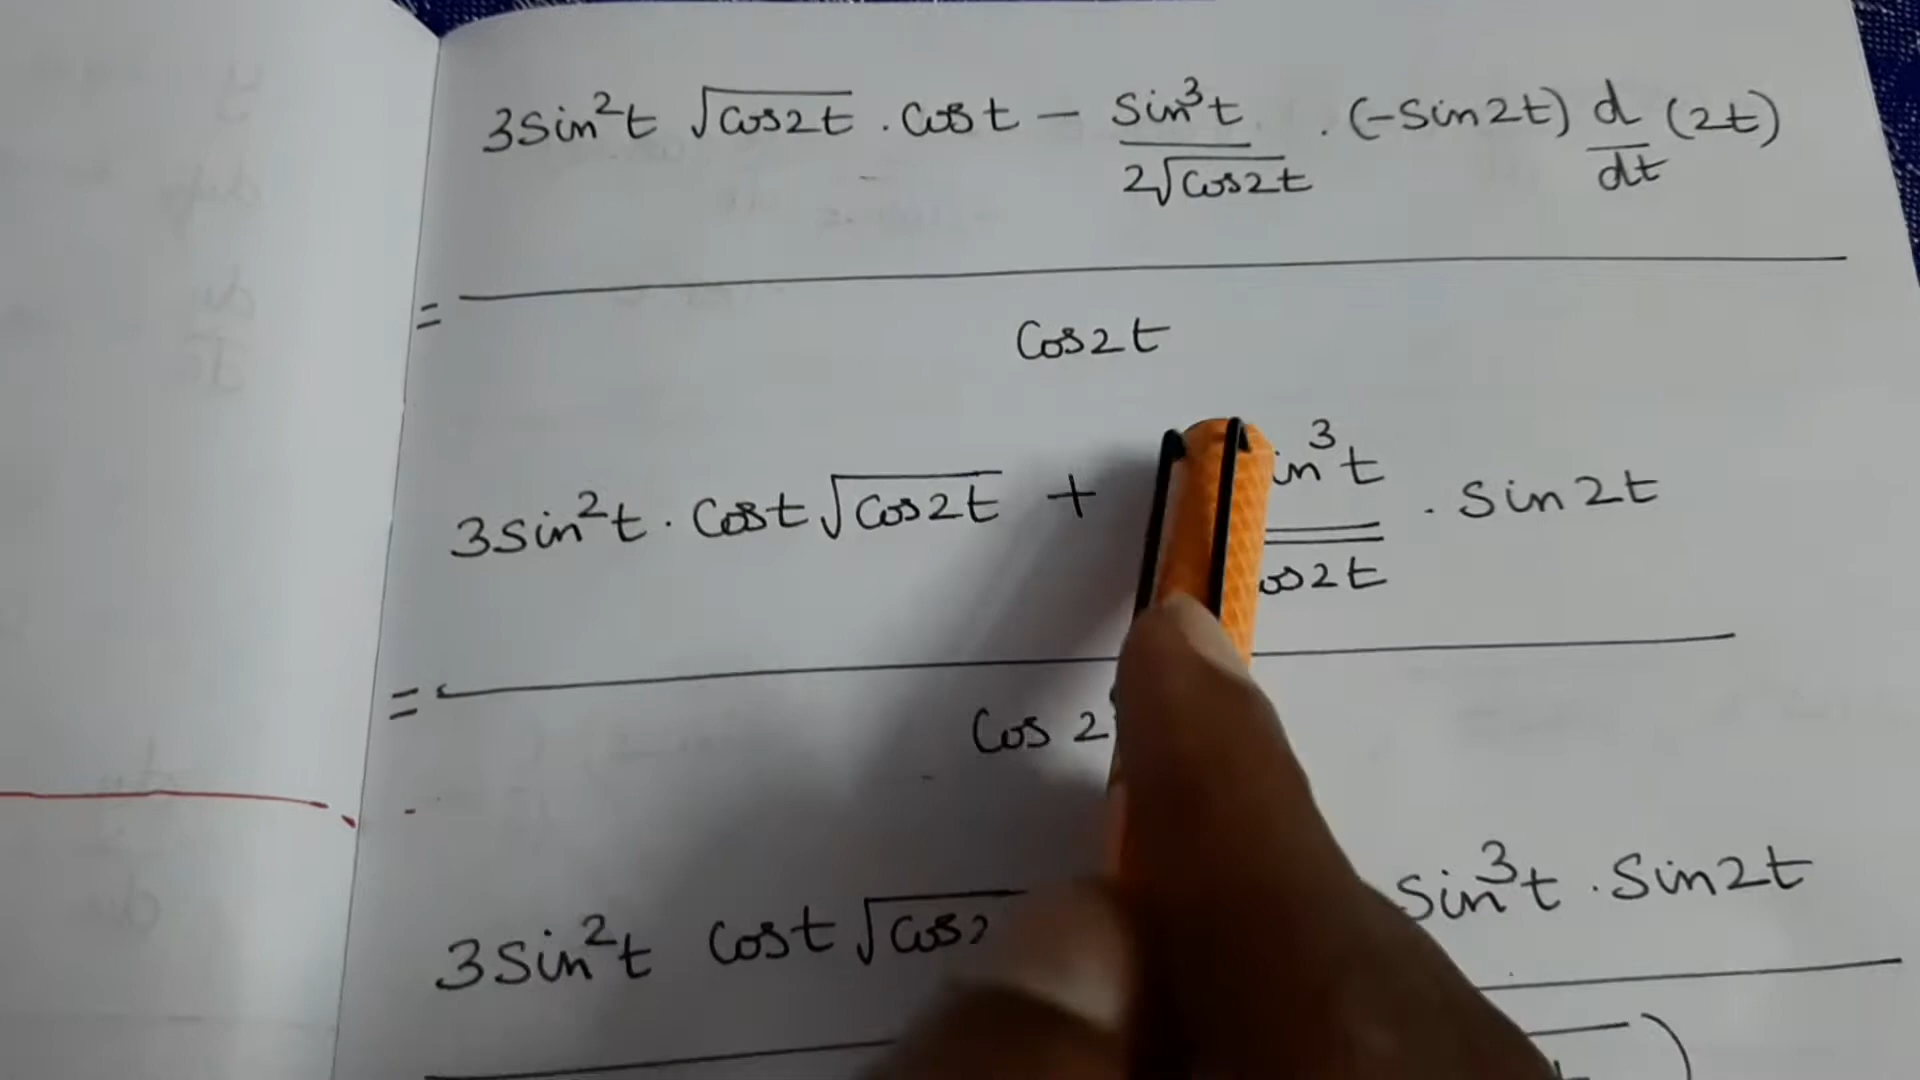 3sin²t √cos2t . cost − sin³t / 2√cos2t . (-sin2t) d/dt (2t)
=
cos2t
3sin²t . cost √cos2t + in³t / os2t . sin2t
=
cos 2
3sin²t cost √cos2 sin³t . sin2t